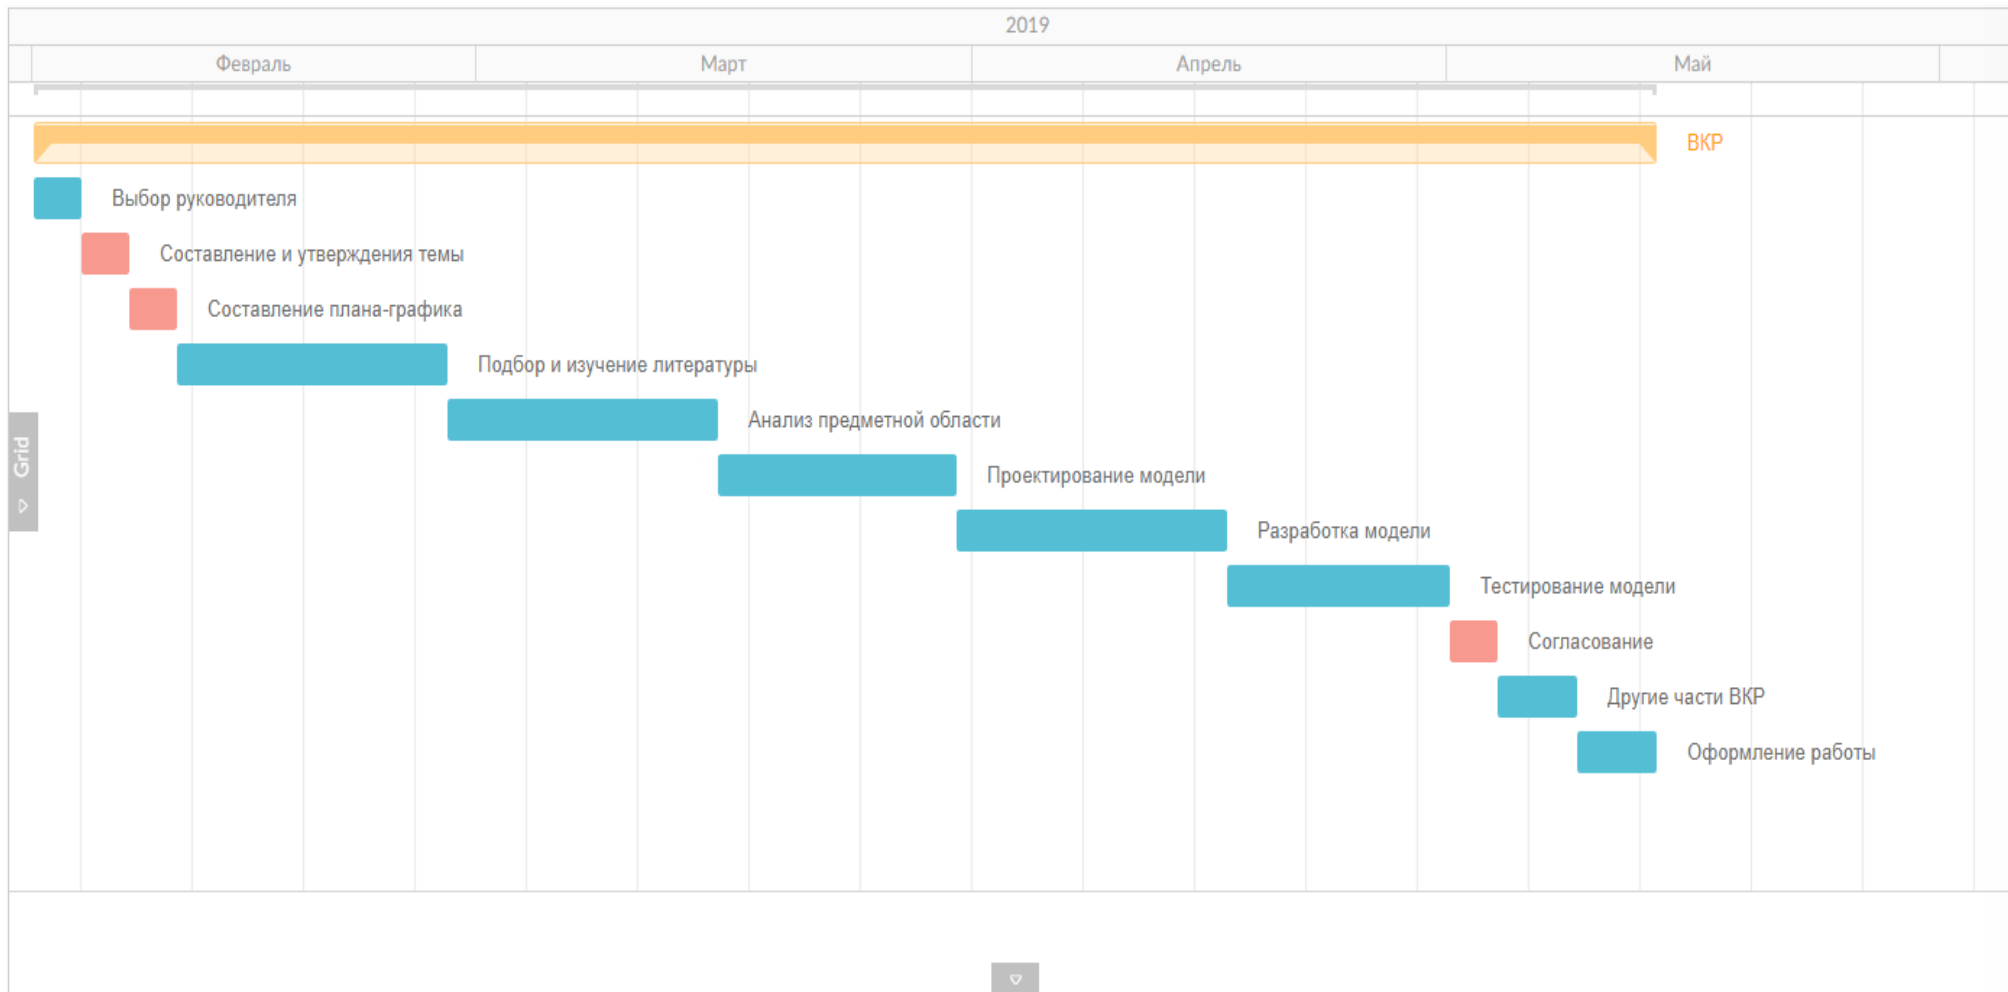 2019
Февраль
Март
Апрель
Май
ВКР
Выбор руководителя
Составление и утверждения темы
Составление плана-графика
Подбор и изучение литературы
Анализ предметной области
Grid
Проектирование модели
Разработка модели
Тестирование модели
Согласование
Другие части ВКР
Оформление работы